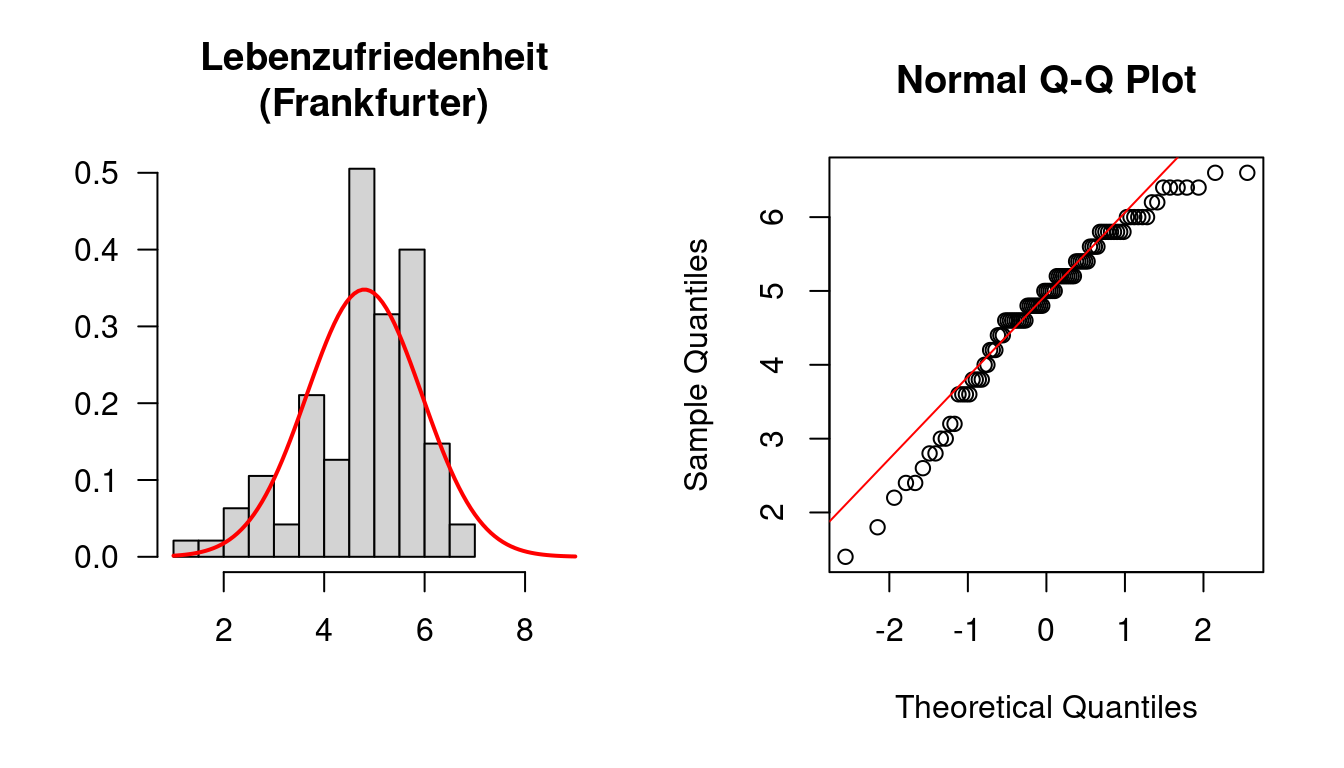 Lebenzufriedenheit
(Frankfurter)
0.5
0.4
0.3
0.2
0.1
0.0
2 4 6 8
Normal Q-Q Plot
Sample Quantiles
6
5
4
3
2
-2 -1 0 1 2
Theoretical Quantiles